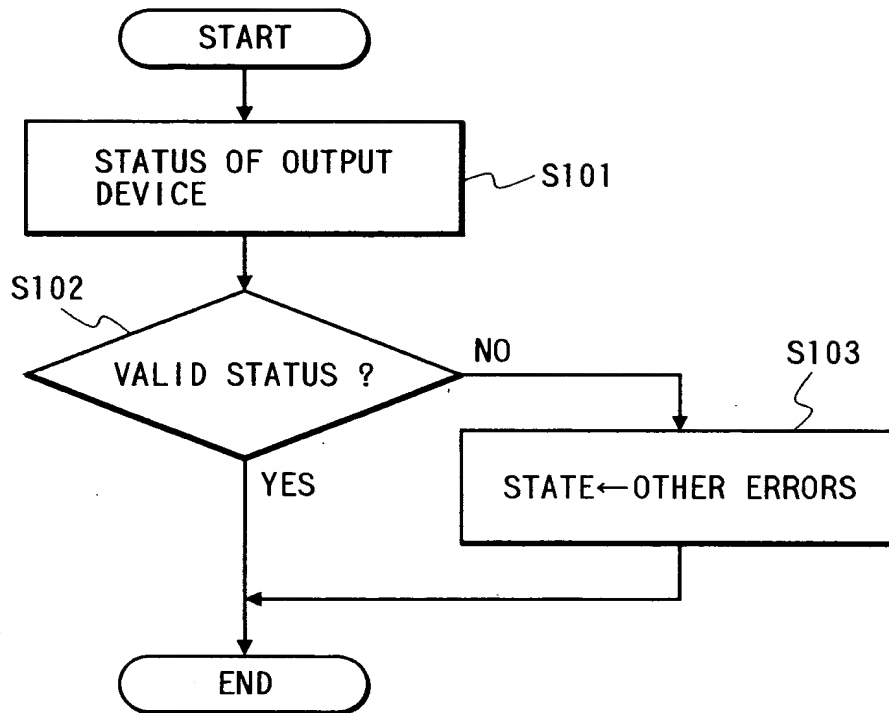 START
STATUS OF OUTPUT
DEVICE
S101
S102
VALID STATUS ?
NO
S103
YES
STATE←OTHER ERRORS
END